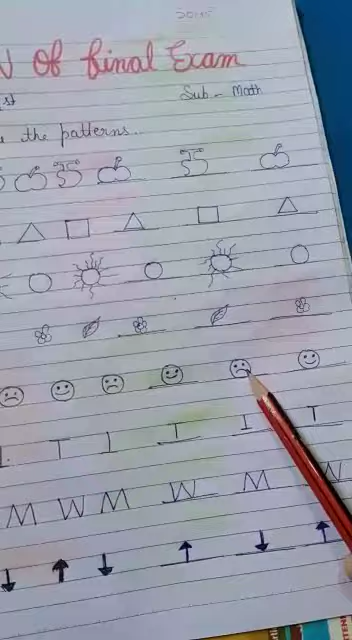 of Final Exam
Sub - Math
the patterns..
T I T I T
M W M W M W